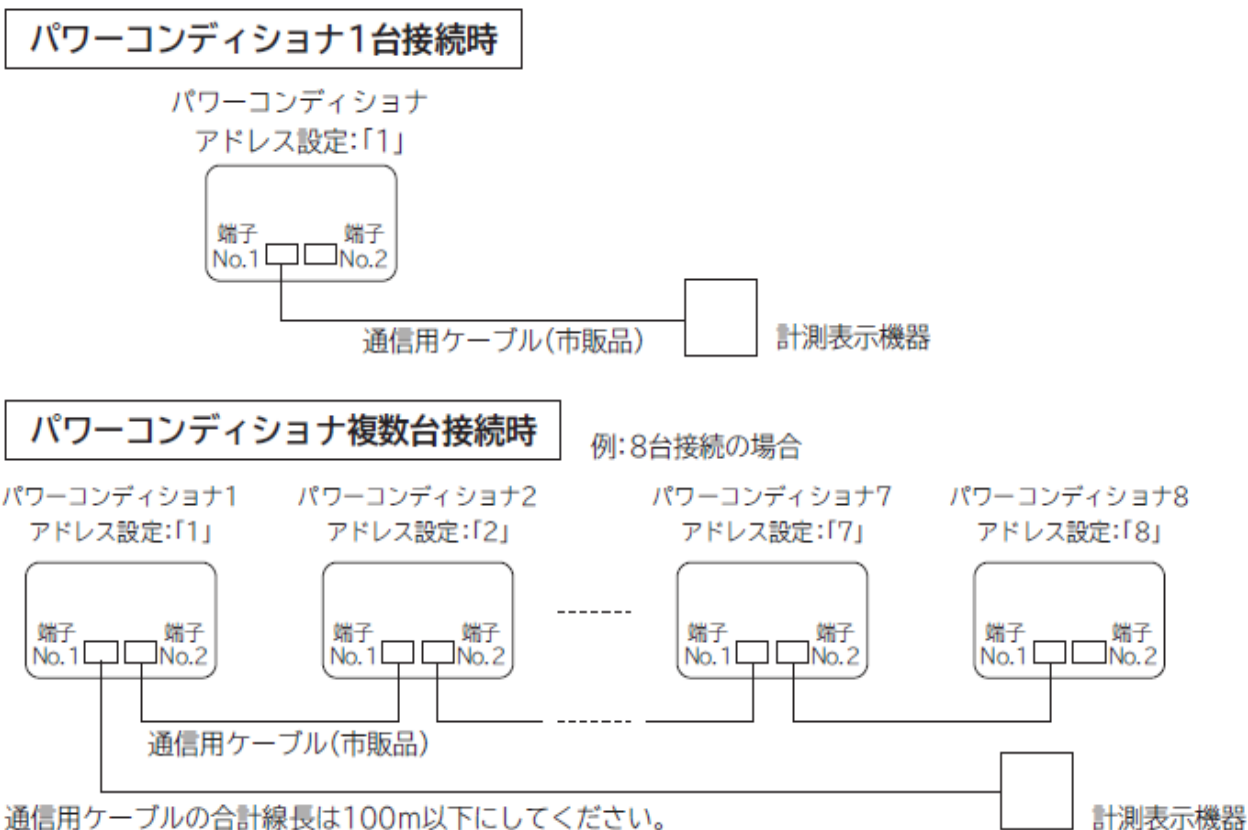 パワーコンディショナ1台接続時
パワーコンディショナ
アドレス設定:「1」
端子
No.1
端子
No.2
通信用ケーブル(市販品)
計測表示機器
パワーコンディショナ複数台接続時
例:8台接続の場合
パワーコンディショナ1
アドレス設定:「1」
パワーコンディショナ2
アドレス設定:「2」
パワーコンディショナ7
アドレス設定:「7」
パワーコンディショナ8
アドレス設定:「8」
端子
No.1
端子
No.2
端子
No.1
端子
No.2
端子
No.1
端子
No.2
端子
No.1
端子
No.2
通信用ケーブル(市販品)
通信用ケーブルの合計線長は100m以下にしてください。
計測表示機器